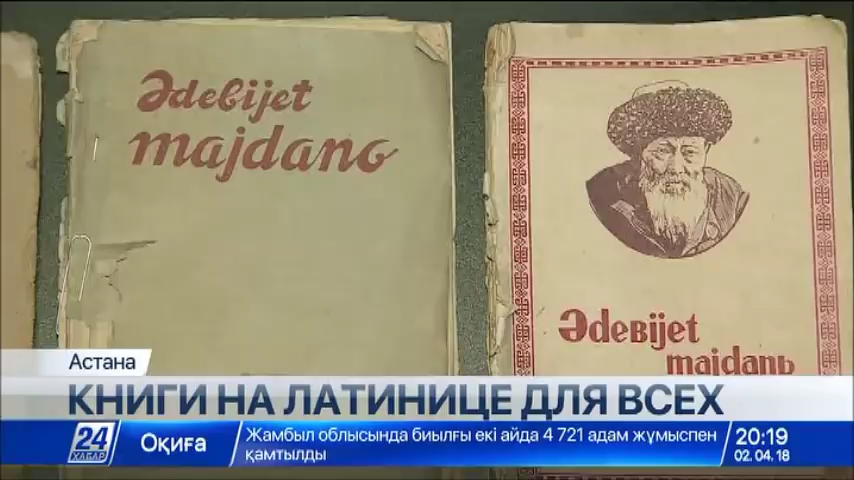 Ədebijet
majdanь
Ədeʙijet
majdanь
Астана
КНИГИ НА ЛАТИНИЦЕ ДЛЯ ВСЕХ
24
ХАБАР
Оқиға
Жамбыл облысында биылғы екі айда 4 721 адам жұмыспен
қамтылды
20:19
02. 04. 18